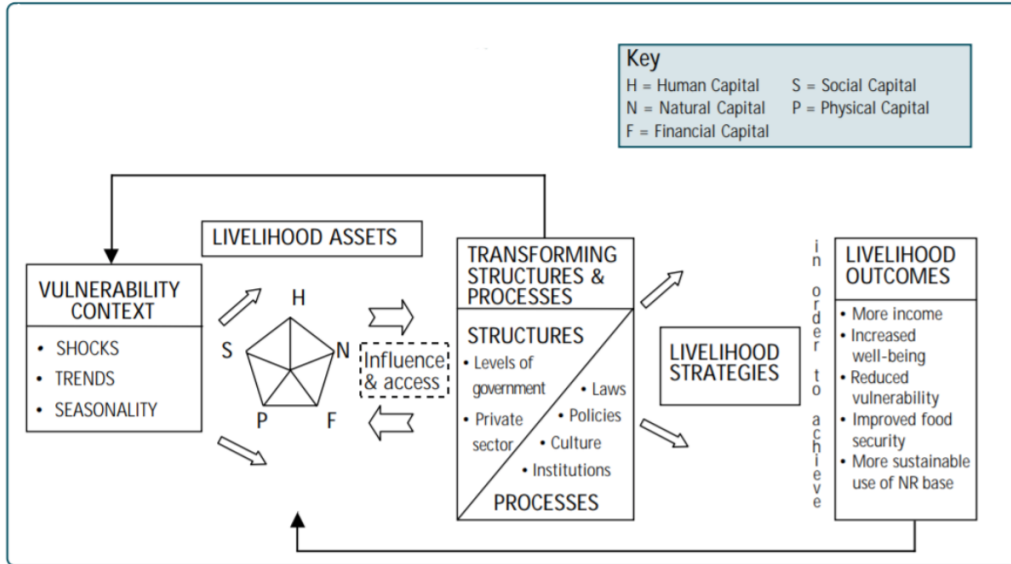 Key
H = Human Capital S = Social Capital
N = Natural Capital P = Physical Capital
F = Financial Capital
LIVELIHOOD ASSETS
VULNERABILITY
CONTEXT
• SHOCKS
• TRENDS
• SEASONALITY
H
S
N
P
F
Influence
& access
TRANSFORMING
STRUCTURES &
PROCESSES
STRUCTURES
• Levels of
government
• Private
sector
• Laws
• Policies
• Culture
• Institutions
PROCESSES
LIVELIHOOD
STRATEGIES
in order to achieve
LIVELIHOOD
OUTCOMES
• More income
• Increased
well-being
• Reduced
vulnerability
• Improved food
security
• More sustainable
use of NR base